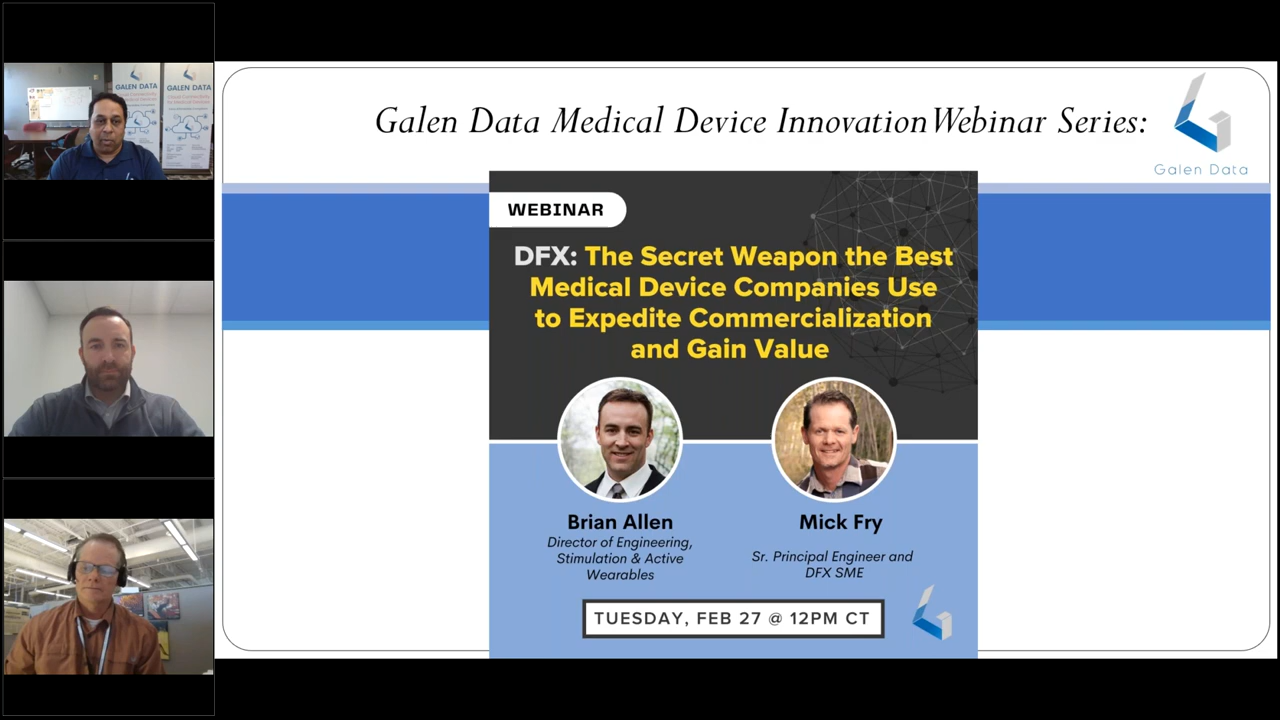 GALEN DATA
GALEN DATA
Galen Data Medical Device Innovation Webinar Series:
Galen Data
WEBINAR
DFX: The Secret Weapon the Best
Medical Device Companies Use
to Expedite Commercialization
and Gain Value
Brian Allen
Director of Engineering,
Stimulation & Active
Wearables
Mick Fry
Sr. Principal Engineer and
DFX SME
TUESDAY, FEB 27 @ 12PM CT